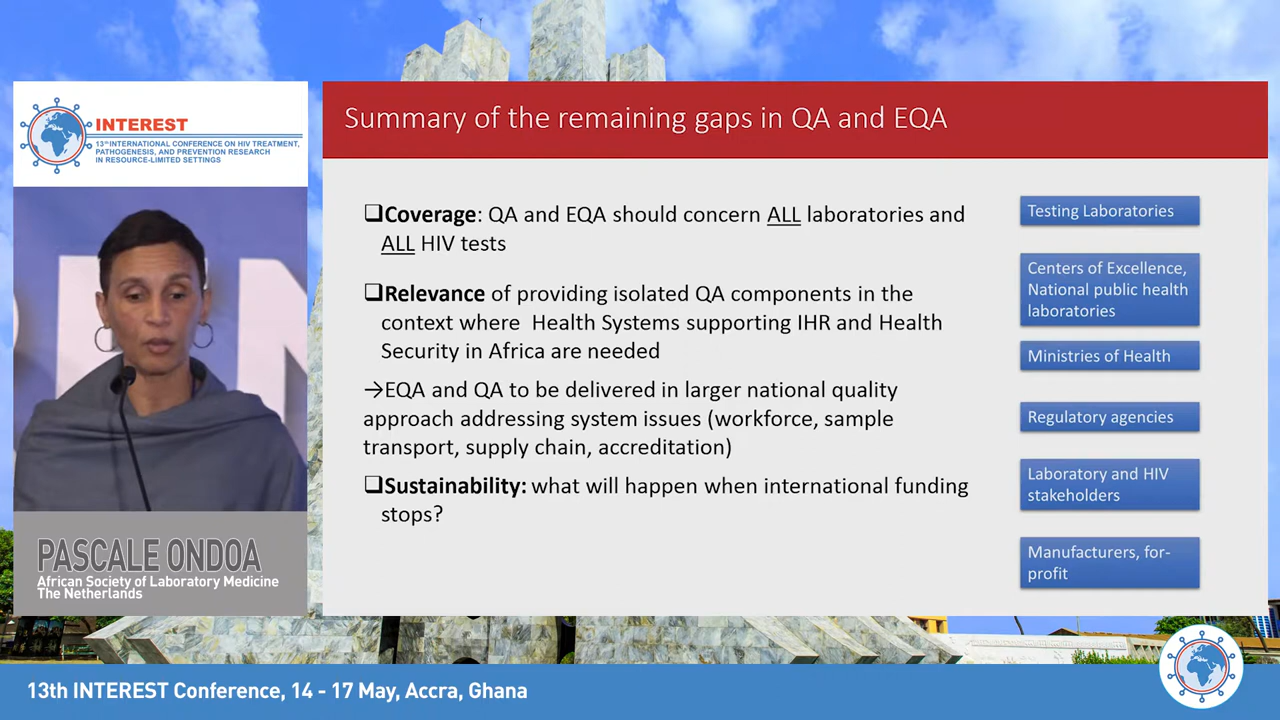 INTEREST
13th INTERNATIONAL CONFERENCE ON HIV TREATMENT,
PATHOGENESIS, AND PREVENTION RESEARCH
IN RESOURCE-LIMITED SETTINGS
PASCALE ONDOA
African Society of Laboratory Medicine
The Netherlands
Summary of the remaining gaps in QA and EQA
❑Coverage: QA and EQA should concern ALL laboratories and
ALL HIV tests
❑Relevance of providing isolated QA components in the
context where Health Systems supporting IHR and Health
Security in Africa are needed
→EQA and QA to be delivered in larger national quality
approach addressing system issues (workforce, sample
transport, supply chain, accreditation)
❑Sustainability: what will happen when international funding
stops?
Testing Laboratories
Centers of Excellence,
National public health
laboratories
Ministries of Health
Regulatory agencies
Laboratory and HIV
stakeholders
Manufacturers, for-
profit
13th INTEREST Conference, 14 - 17 May, Accra, Ghana